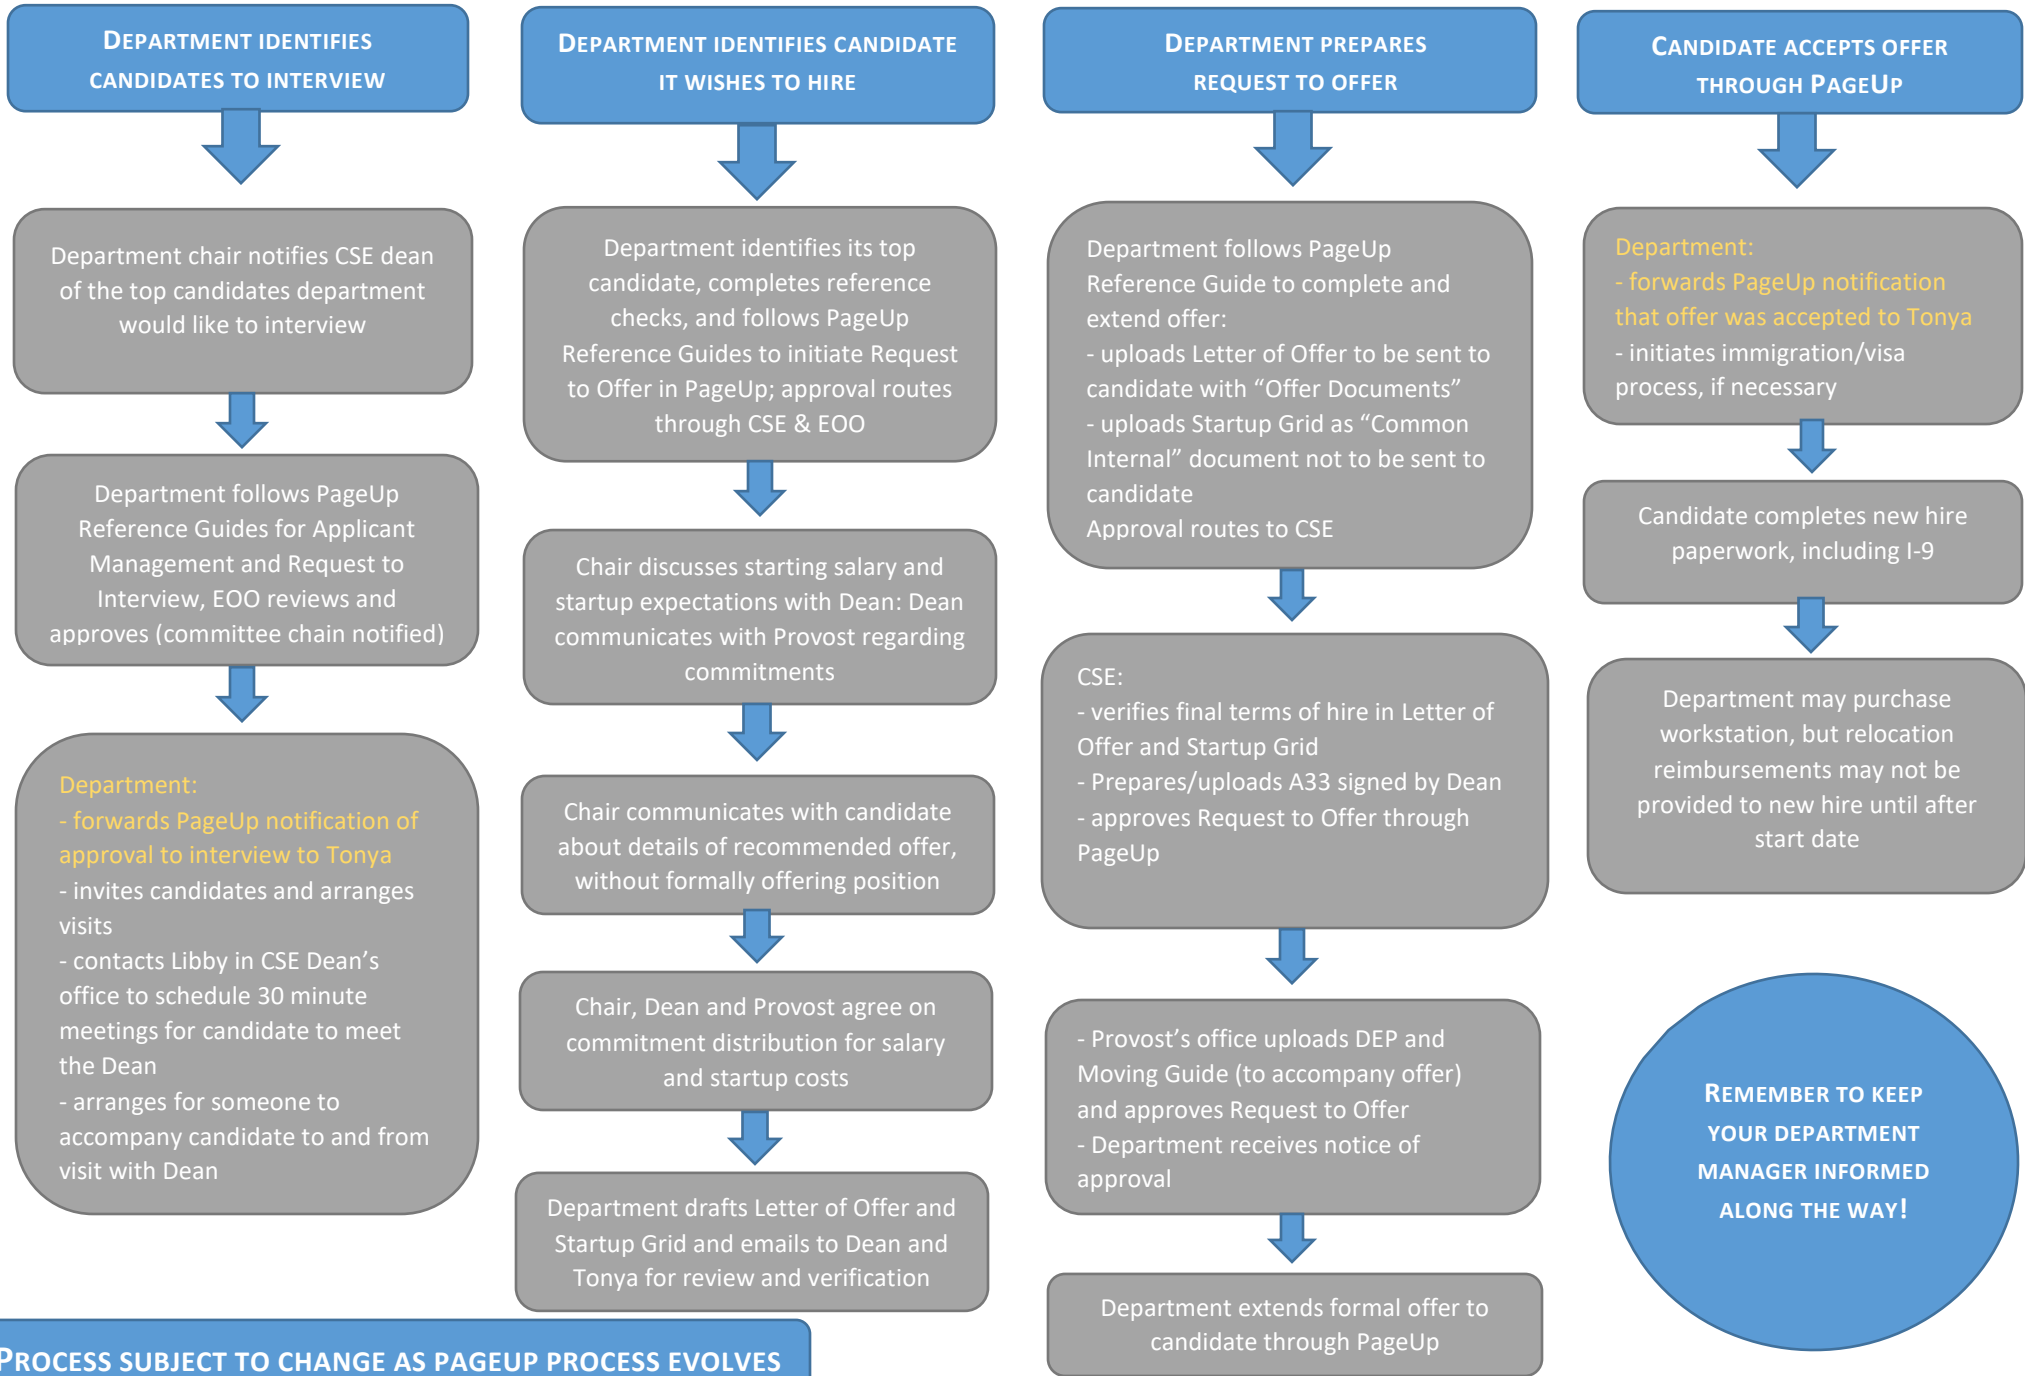 DEPARTMENT IDENTIFIES
CANDIDATES TO INTERVIEW
Department chair notifies CSE dean
of the top candidates department
would like to interview
Department follows PageUp
Reference Guides for Applicant
Management and Request to
Interview, EOO reviews and
approves (committee chain notified)
Department:
- forwards PageUp notification of
approval to interview to Tonya
- invites candidates and arranges
visits
- contacts Libby in CSE Dean’s
office to schedule 30 minute
meetings for candidate to meet
the Dean
- arranges for someone to
accompany candidate to and from
visit with Dean
DEPARTMENT IDENTIFIES CANDIDATE
IT WISHES TO HIRE
Department identifies its top
candidate, completes reference
checks, and follows PageUp
Reference Guides to initiate Request
to Offer in PageUp; approval routes
through CSE & EOO
Chair discusses starting salary and
startup expectations with Dean: Dean
communicates with Provost regarding
commitments
Chair communicates with candidate
about details of recommended offer,
without formally offering position
Chair, Dean and Provost agree on
commitment distribution for salary
and startup costs
Department drafts Letter of Offer and
Startup Grid and emails to Dean and
Tonya for review and verification
DEPARTMENT PREPARES
REQUEST TO OFFER
Department follows PageUp
Reference Guide to complete and
extend offer:
- uploads Letter of Offer to be sent to
candidate with “Offer Documents”
- uploads Startup Grid as “Common
Internal” document not to be sent to
candidate
Approval routes to CSE
CSE:
- verifies final terms of hire in Letter of
Offer and Startup Grid
- Prepares/uploads A33 signed by Dean
- approves Request to Offer through
PageUp
- Provost’s office uploads DEP and
Moving Guide (to accompany offer)
and approves Request to Offer
- Department receives notice of
approval
Department extends formal offer to
candidate through PageUp
CANDIDATE ACCEPTS OFFER
THROUGH PAGEUP
Department:
- forwards PageUp notification
that offer was accepted to Tonya
- initiates immigration/visa
process, if necessary
Candidate completes new hire
paperwork, including I-9
Department may purchase
workstation, but relocation
reimbursements may not be
provided to new hire until after
start date
REMEMBER TO KEEP
YOUR DEPARTMENT
MANAGER INFORMED
ALONG THE WAY!
PROCESS SUBJECT TO CHANGE AS PAGEUP PROCESS EVOLVES